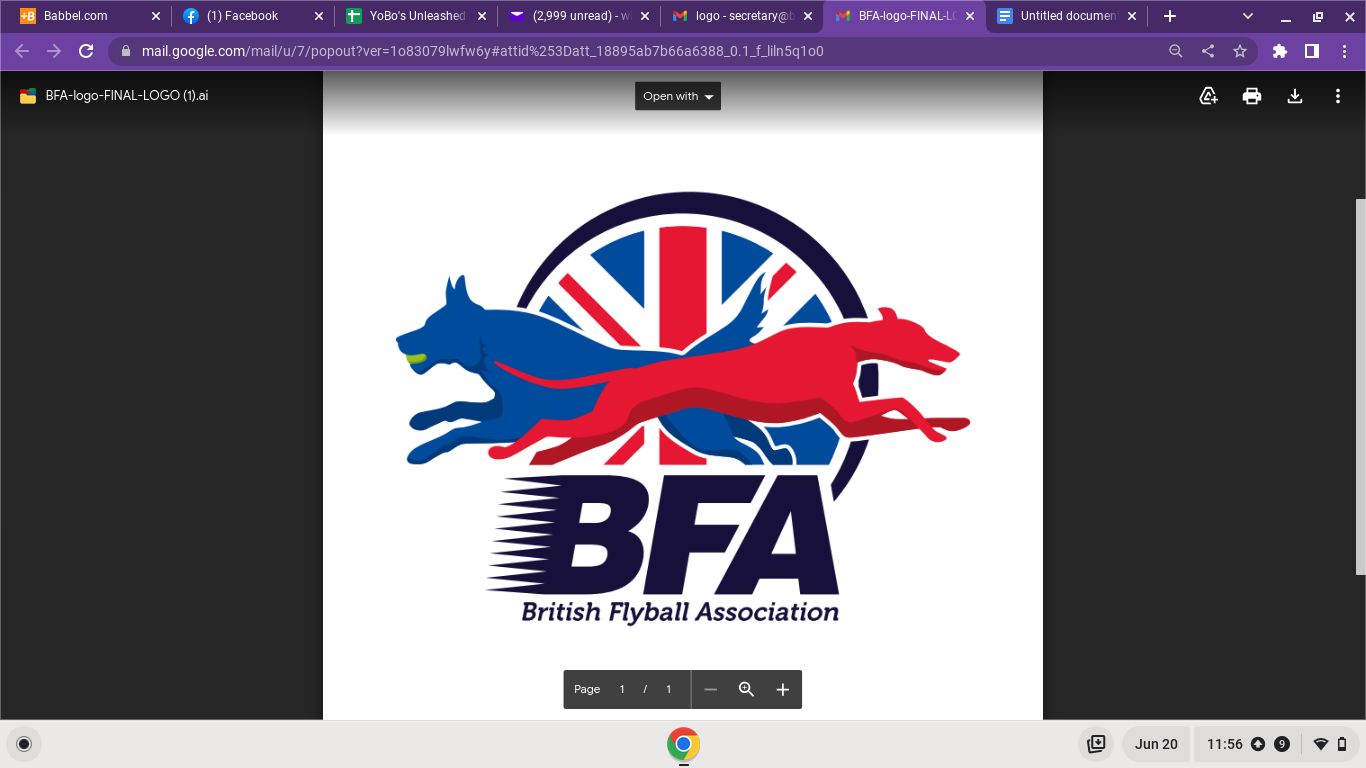 Babbel.com
(1) Facebook
YoBo's Unleashed
(2,999 unread) - w
logo - secretary@b
BFA-logo-FINAL-LO
Untitled document
mail.google.com/mail/u/7/popout?ver=1o83079lwfw6y#attid%253Datt_18895ab7b66a6388_0.1_f_liln5q1o0
BFA-logo-FINAL-LOGO (1).ai
Open with
BFA
British Flyball Association
Page 1 / 1
Jun 20
11:56
9